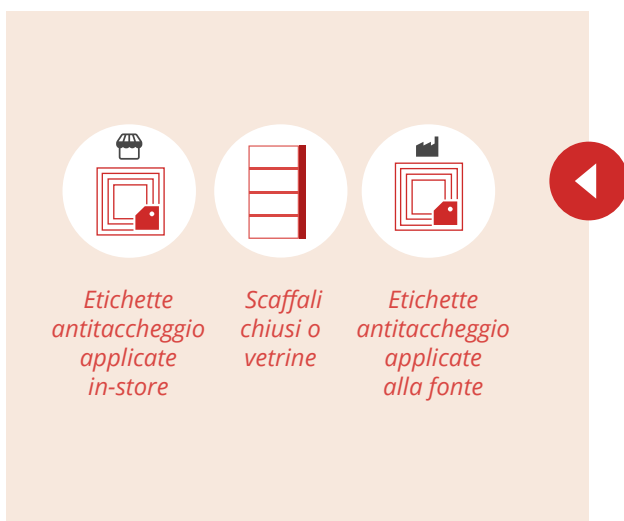 Etichette
antitaccheggio
applicate
in-store
Scaffali
chiusi o
vetrine
Etichette
antitaccheggio
applicate
alla fonte